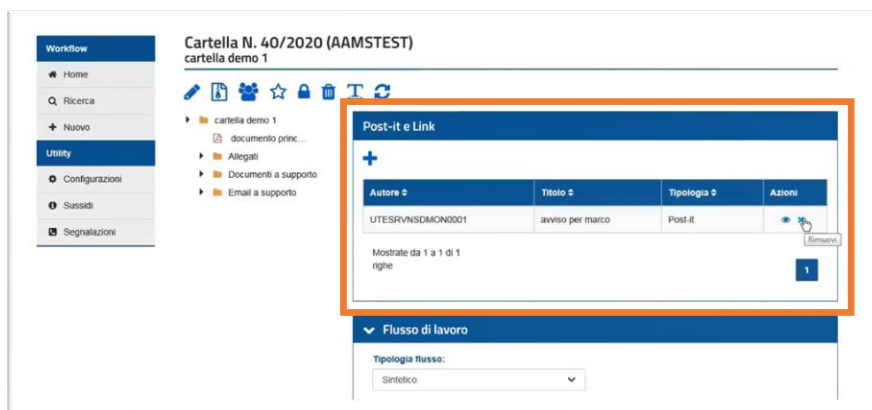 Workflow
Home
Ricerca
Nuovo
Utility
Configurazioni
Sussidi
Segnalazioni
Cartella N. 40/2020 (AAMSTEST)
cartella demo 1
cartella demo 1
documento princ...
Allegati
Documenti a supporto
Email a supporto
Post-it e Link
Autore Titolo Tipologia Azioni
UTESRVNSDMON0001 avviso per marco Post-it
Rimuovi
Mostrate da 1 a 1 di 1
righe
1
Flusso di lavoro
Tipologia flusso:
Sintetico